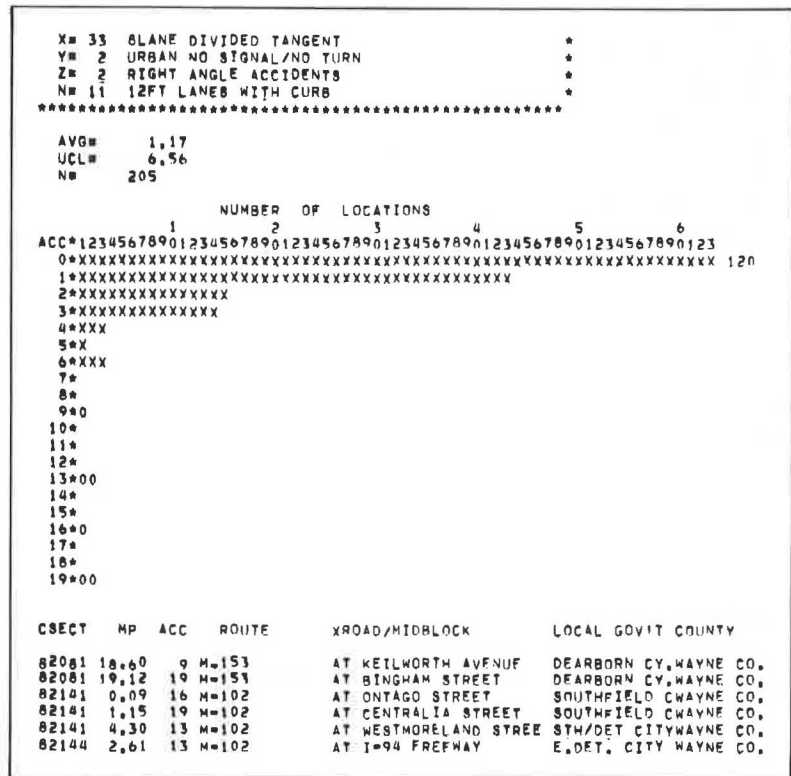 X= 33 8LANE DIVIDED TANGENT *
Y= 2 URBAN NO SIGNAL/NO TURN *
Z= 2 RIGHT ANGLE ACCIDENTS *
N= 11 12FT LANES WITH CURB *
****************************************************
AVG= 1.17
UCL= 6.56
N= 205
NUMBER OF LOCATIONS
1 2 3 4 5 6
ACC*123456789012345678901234567890123456789012345678901234567890123
0*XXXXXXXXXXXXXXXXXXXXXXXXXXXXXXXXXXXXXXXXXXXXXXXXXXXXXXXXXXXXXXX 120
1*XXXXXXXXXXXXXXXXXXXXXXXXXXXXXXXXXXXXXXXXXXX
2*XXXXXXXXXXXXXXX
3*XXXXXXXXXXXXXX
4*XXX
5*X
6*XXX
7*
8*
9*O
10*
11*
12*
13*OO
14*
15*
16*O
17*
18*
19*OO
CSECT MP ACC ROUTE XROAD/MIDBLOCK LOCAL GOV'T COUNTY
82081 18.60 9 M-153 AT KEILWORTH AVENUE DEARBORN CY.WAYNE CO.
82081 19.12 19 M-153 AT BINGHAM STREET DEARBORN CY.WAYNE CO.
82141 0.09 16 M-102 AT ONTAGO STREET SOUTHFIELD CWAYNE CO.
82141 1.15 19 M-102 AT CENTRALIA STREET SOUTHFIELD CWAYNE CO.
82141 4.30 13 M-102 AT WESTMORELAND STREE STH/DET CITYWAYNE CO.
82144 2.61 13 M-102 AT I-94 FREEWAY E.DET. CITY WAYNE CO.